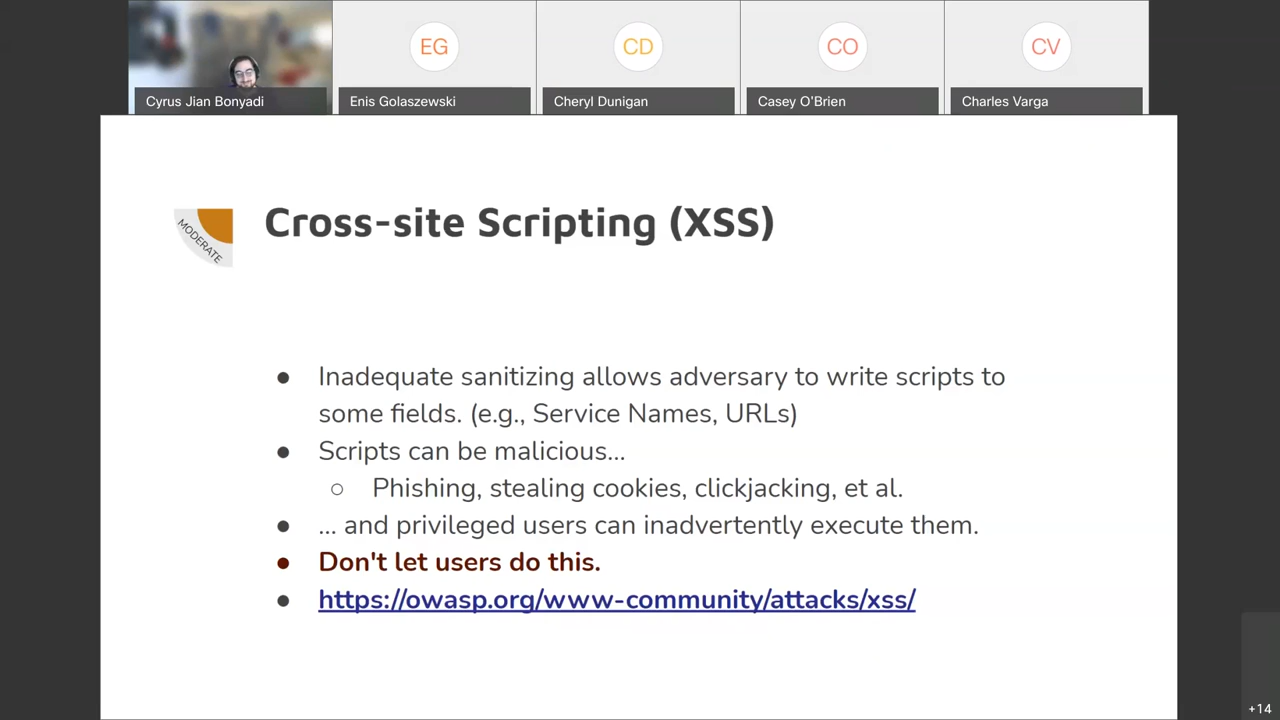 EG
CD
CO
CV
Cyrus Jian Bonyadi
Enis Golaszewski
Cheryl Dunigan
Casey O'Brien
Charles Varga
MODERATE
Cross-site Scripting (XSS)
● Inadequate sanitizing allows adversary to write scripts to
some fields. (e.g., Service Names, URLs)
● Scripts can be malicious...
○ Phishing, stealing cookies, clickjacking, et al.
● ... and privileged users can inadvertently execute them.
● Don't let users do this.
● https://owasp.org/www-community/attacks/xss/
+14